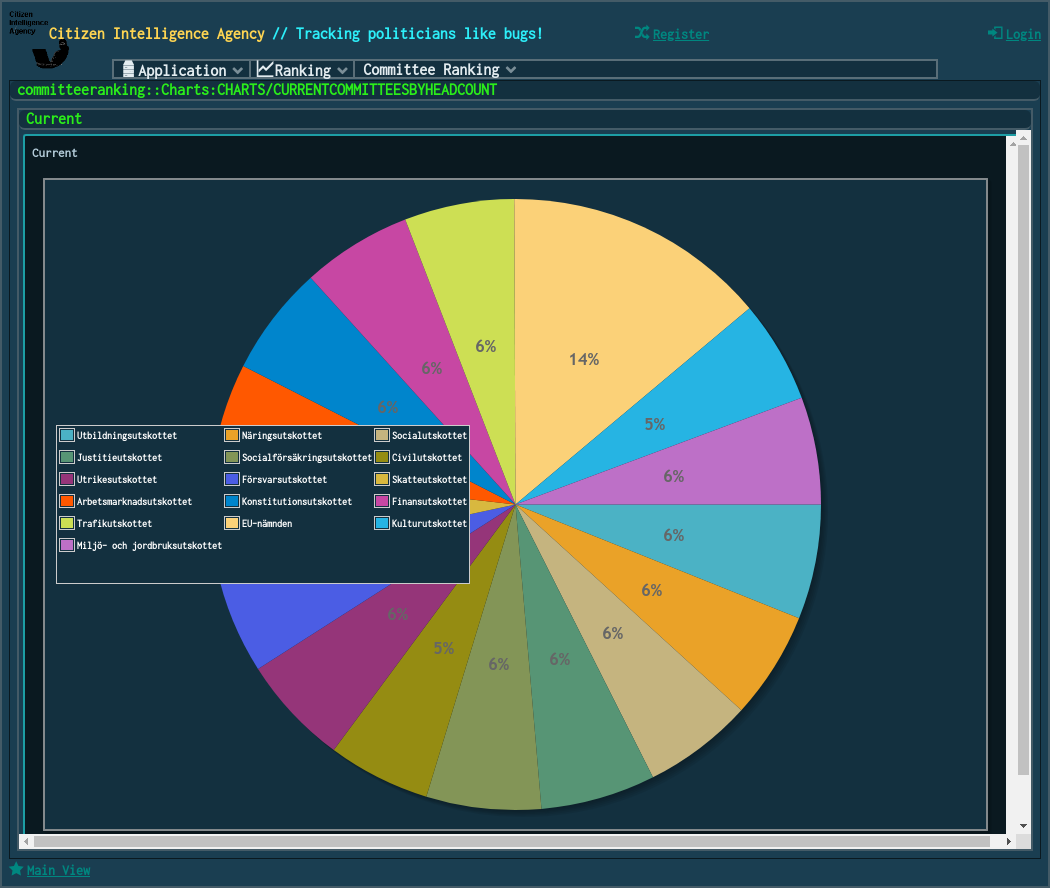 Citizen
Intelligence
Agency
Citizen Intelligence Agency // Tracking politicians like bugs!
Register
Login
Application
Ranking
Committee Ranking
committeeranking::Charts:CHARTS/CURRENTCOMMITTEESBYHEADCOUNT
Current
Current
6%
14%
6%
6%
5%
6%
Utbildningsutskottet
Näringsutskottet
Socialutskottet
Justitieutskottet
Socialförsäkringsutskottet
Civilutskottet
Utrikesutskottet
Försvarsutskottet
Skatteutskottet
Arbetsmarknadsutskottet
Konstitutionsutskottet
Finansutskottet
Trafikutskottet
EU-nämnden
Kulturutskottet
Miljö- och jordbruksutskottet
6%
6%
6%
6%
5%
6%
6%
Main View